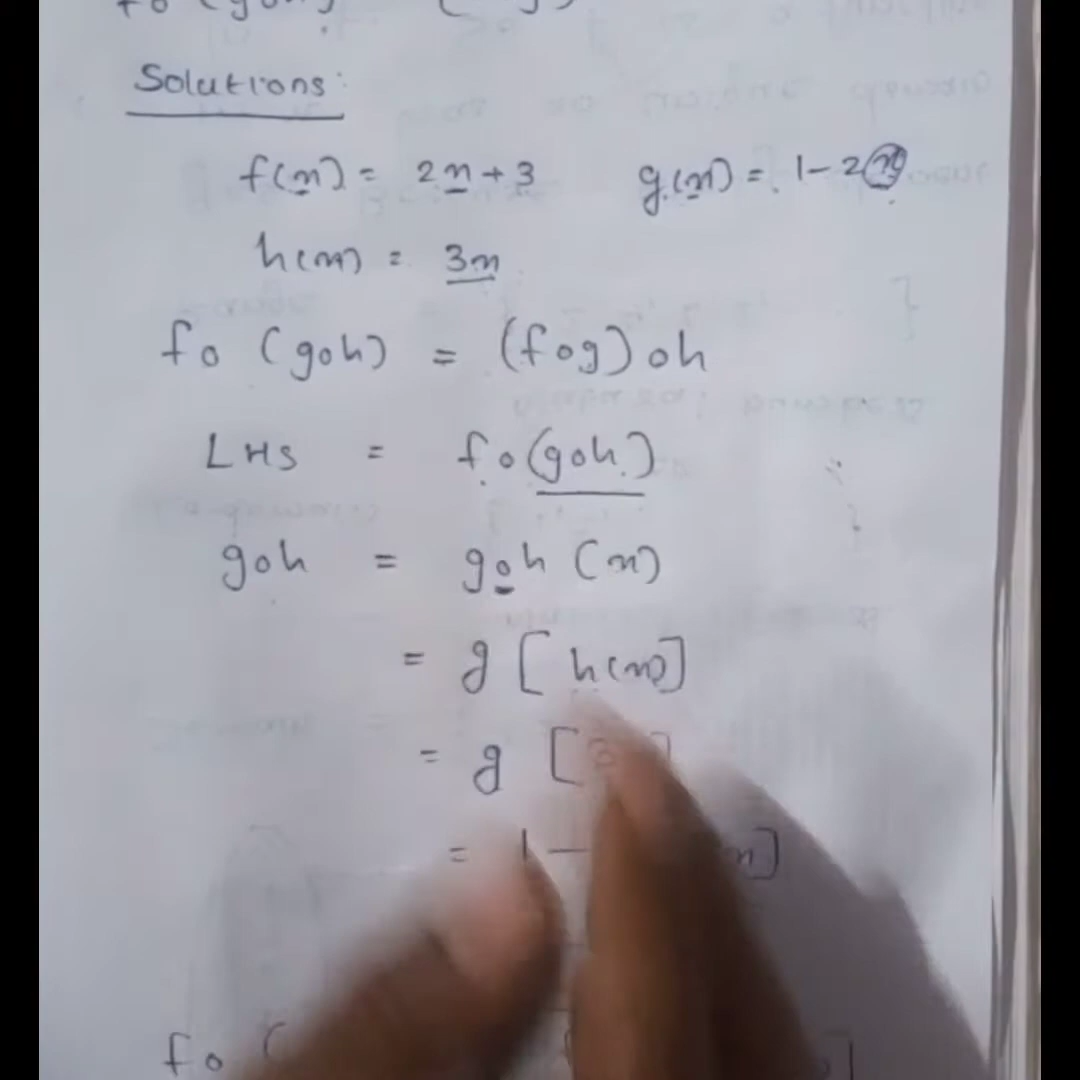 Solutions:
f(x) = 2x+3 g(x) = 1-2x
h(x) = 3x
fo (goh) = (fog) oh
LHS = fo(goh)
goh = goh (x)
= g [h(x)]
= g [ ]
= 1- x]
fo (